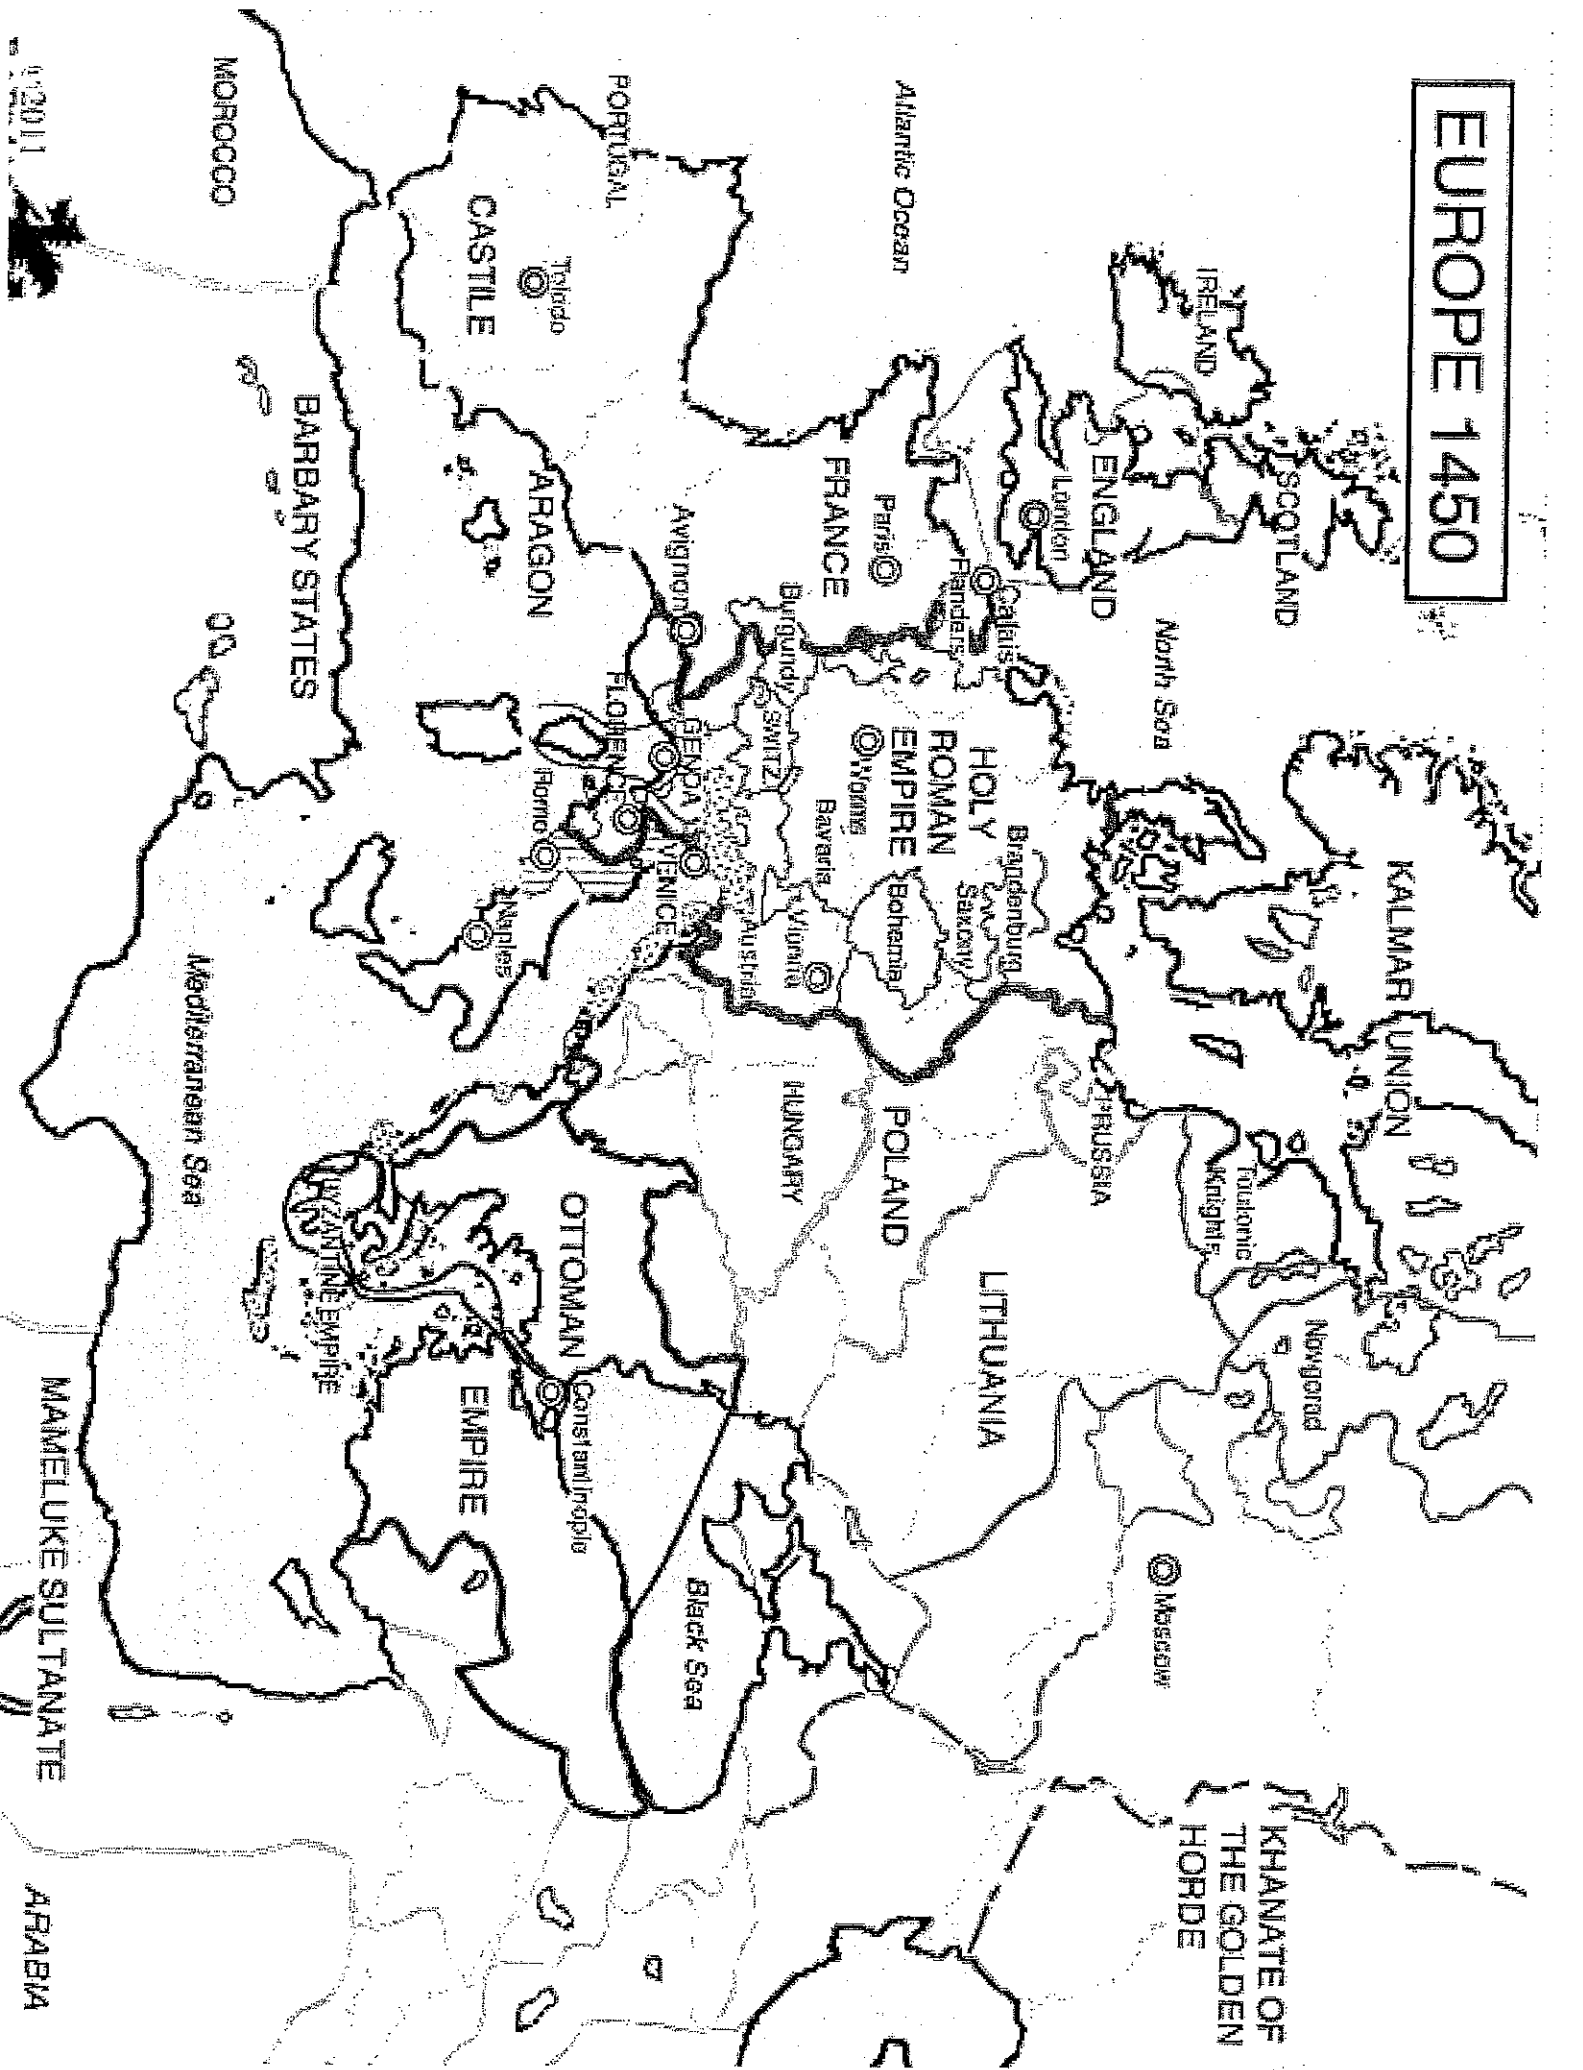 EUROPE 1450
IRELAND
SCOTLAND
ENGLAND
London
North Sea
KALMAR UNION
Teutonic
Knights
Novgorod
Moscow
KHANATE OF
THE GOLDEN
HORDE
Atlantic Ocean
Calais
Flanders
Paris
FRANCE
Burgundy
HOLY
ROMAN
EMPIRE
Worms
Brandenburg
Saxony
Bohemia
Bavaria
Vienna
Austria
SWITZ
PRUSSIA
POLAND
LITHUANIA
HUNGARY
PORTUGAL
Toledo
CASTILE
ARAGON
Avignon
GENOA
FLORENCE
VENICE
Rome
Naples
OTTOMAN
EMPIRE
Constantinople
Black Sea
BYZANTINE EMPIRE
MOROCCO
BARBARY STATES
Mediterranean Sea
MAMELUKE SULTANATE
ARABIA